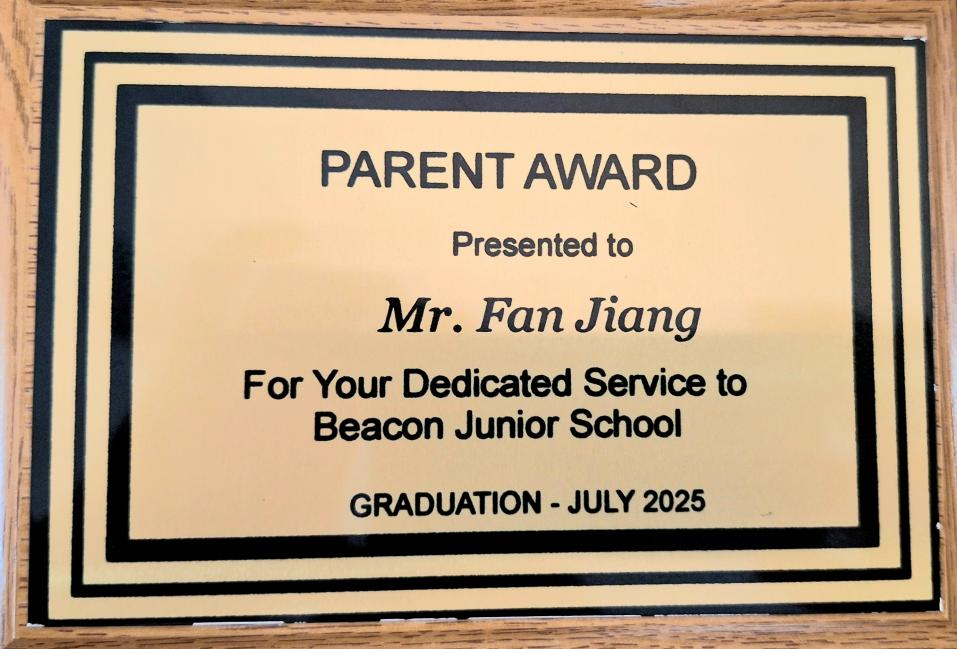 PARENT AWARD
Presented to
Mr. Fan Jiang
For Your Dedicated Service to
Beacon Junior School
GRADUATION - JULY 2025